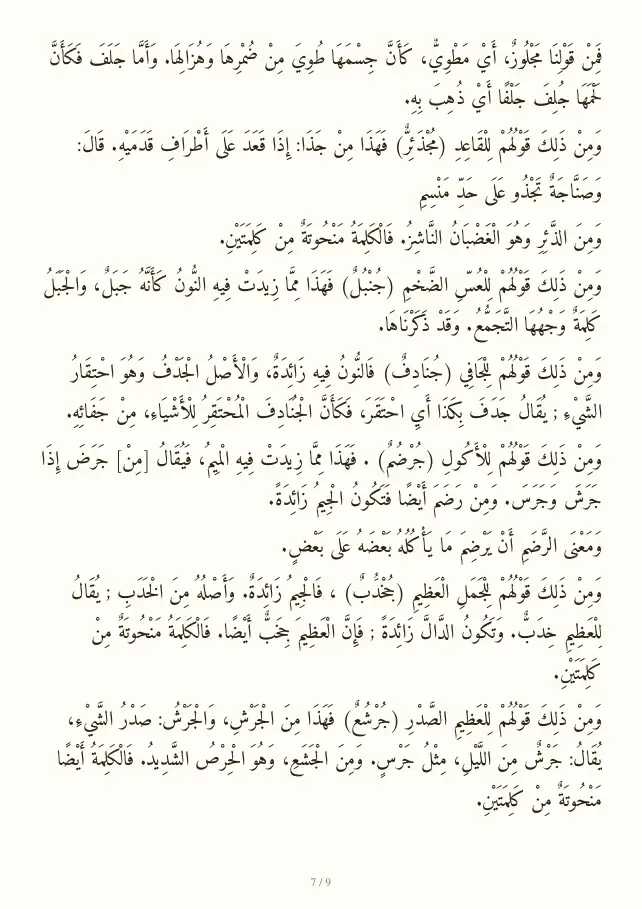 فَمِنْ قَوْلِنَا مَجْلُوزٌ، أَيْ مَطْوِيٌّ، كَأَنَّ جِسْمَهَا طُوِيَ مِنْ ضُمْرِهَا وَهُزَالِهَا. وَأَمَّا جَلَفَ فَكَأَنَّ
لَحْمَهَا جُلِفَ جَلْفًا أَيْ ذُهِبَ بِهِ.
وَمِنْ ذَلِكَ قَوْلُهُمْ لِلْقَاعِدِ (مُجْذَئِرٌّ) فَهَذَا مِنْ جَذَا: إِذَا قَعَدَ عَلَى أَطْرَافِ قَدَمَيْهِ. قَالَ:
وَصَنَّاجَةٌ تَجْذُو عَلَى حَدِّ مَنْسِمِ
وَمِنَ الذَّئِرِ وَهُوَ الْغَضْبَانُ النَّاشِزُ. فَالْكَلِمَةُ مَنْحُوتَةٌ مِنْ كَلِمَتَيْنِ.
وَمِنْ ذَلِكَ قَوْلُهُمْ لِلْعُسِّ الضَّخْمِ (جُنْبُلٌ) فَهَذَا مِمَّا زِيدَتْ فِيهِ النُّونُ كَأَنَّهُ جَبَلٌ، وَالْجَبَلُ
كَلِمَةٌ وَجْهُهَا التَّجَمُّعُ. وَقَدْ ذَكَرْنَاهَا.
وَمِنْ ذَلِكَ قَوْلُهُمْ لِلْجَافِي (جُنَادِفٌ) فَالنُّونُ فِيهِ زَائِدَةٌ، وَالْأَصْلُ الْجَدْفُ وَهُوَ احْتِقَارُ
الشَّيْءِ ; يُقَالُ جَدَفَ بِكَذَا أَيِ احْتَقَرَ، فَكَأَنَّ الْجُنَادِفَ الْمُحْتَقِرُ لِلْأَشْيَاءِ، مِنْ جَفَائِهِ.
وَمِنْ ذَلِكَ قَوْلُهُمْ لِلْأَكُولِ (جُرْضُمٌ) . فَهَذَا مِمَّا زِيدَتْ فِيهِ الْمِيمُ، فَيُقَالُ [مِنْ] جَرَضَ إِذَا
جَرَشَ وَجَرَسَ. وَمِنْ رَضَمَ أَيْضًا فَتَكُونُ الْجِيمُ زَائِدَةً.
وَمَعْنَى الرَّضَمِ أَنْ يَرْضِمَ مَا يَأْكُلُهُ بَعْضَهُ عَلَى بَعْضٍ.
وَمِنْ ذَلِكَ قَوْلُهُمْ لِلْجَمَلِ الْعَظِيمِ (جُخْدُبٌ) ، فَالْجِيمُ زَائِدَةٌ. وَأَصْلُهُ مِنَ الْخَدَبِ ; يُقَالُ
لِلْعَظِيمِ خِدَبٌّ. وَتَكُونُ الدَّالُ زَائِدَةً ; فَإِنَّ الْعَظِيمَ جِخَبٌّ أَيْضًا. فَالْكَلِمَةُ مَنْحُوتَةٌ مِنْ
كَلِمَتَيْنِ.
وَمِنْ ذَلِكَ قَوْلُهُمْ لِلْعَظِيمِ الصَّدْرِ (جُرْشُعٌ) فَهَذَا مِنَ الْجَرْشِ، وَالْجَرْشُ: صَدْرُ الشَّيْءِ،
يُقَالُ: جَرْشٌ مِنَ اللَّيْلِ، مِثْلُ جَرْسٍ. وَمِنَ الْجَشَعِ، وَهُوَ الْحِرْصُ الشَّدِيدُ. فَالْكَلِمَةُ أَيْضًا
مَنْحُوتَةٌ مِنْ كَلِمَتَيْنِ.
7 / 9